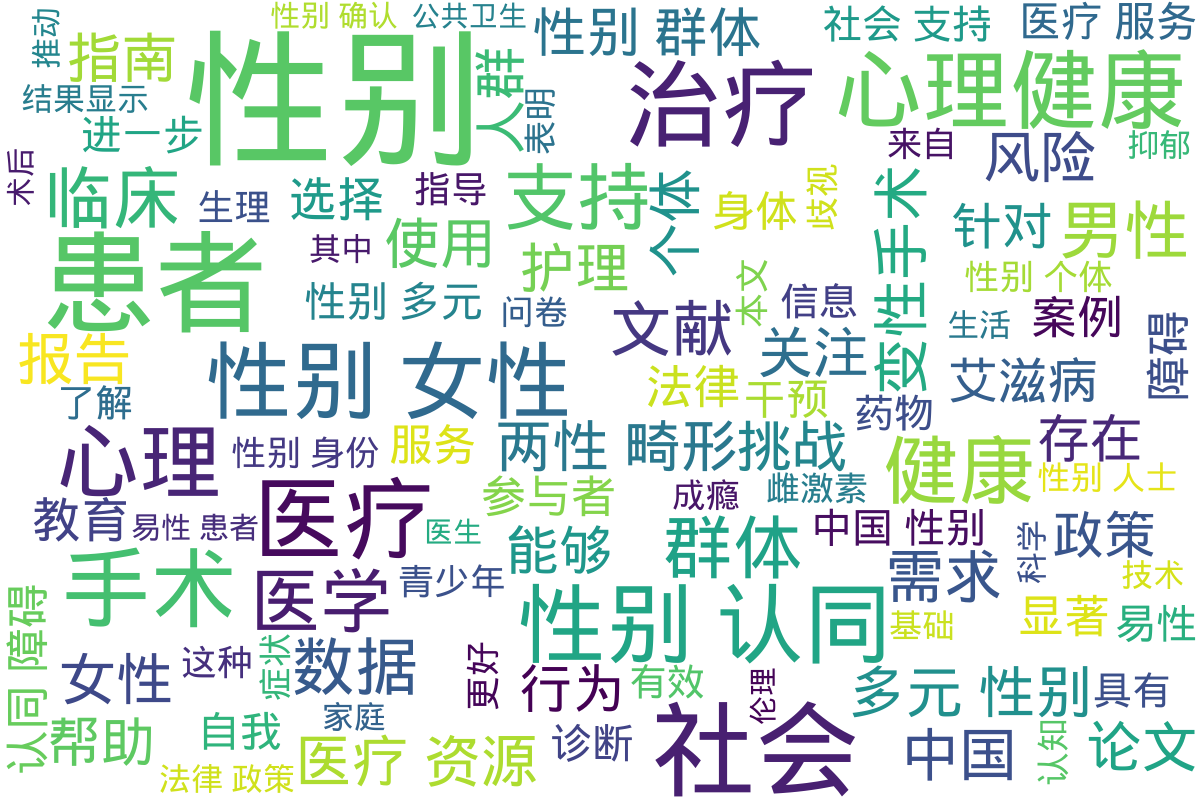 性别 确认
公共卫生
推动
指南
性别
人群
性别 群体
社会 支持
医疗 服务
结果显示
进一步
表明
治疗
心理健康
来自
风险
抑郁
术后
临床
生理
选择
指导
支持
个体
身体
歧视
变性手术
针对
男性
患者
其中
使用
护理
本文
性别 个体
性别 多元
问卷
文献
信息
关注
生活
案例
障碍
报告
了解
性别 女性
法律
干预
药物
艾滋病
心理
性别 身份
服务
两性 畸形
挑战
健康
存在
性别 人士
教育
易性 患者
医疗
医生
参与者
成瘾
雌激素
中国 性别
科学
政策
手术
医学
青少年
能够
群体
需求
技术
认同 障碍
女性
这种
症状
数据
更好
行为
性别 认同
有效
基础
显著
易性
伦理
多元 性别
具有
帮助
自我
家庭
诊断
社会
中国
认知
论文
法律 政策
医疗 资源